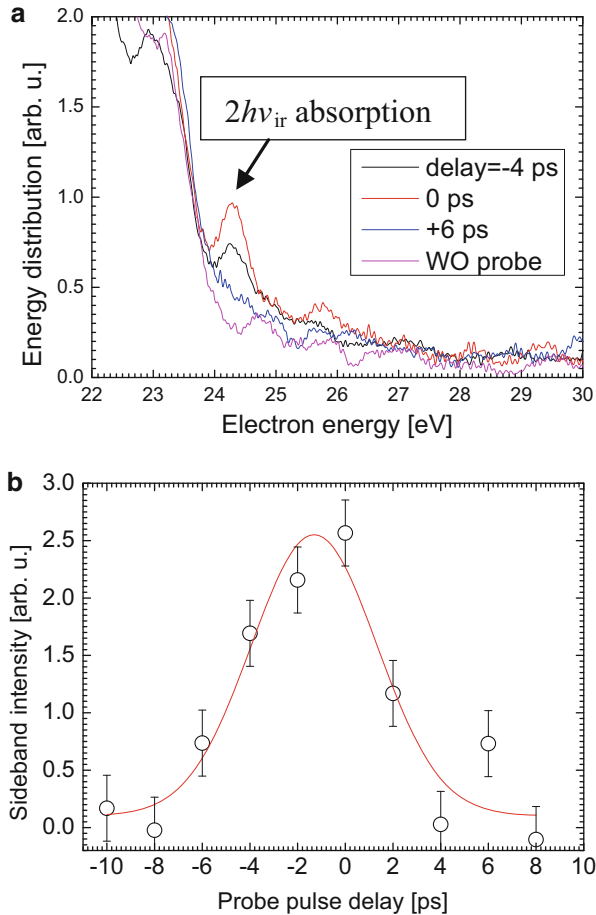 a
2.0
1.5
1.0
0.5
0.0
Energy distribution [arb. u.]
2hνir absorption
delay=-4 ps
0 ps
+6 ps
WO probe
22 23 24 25 26 27 28 29 30
Electron energy [eV]
b
3.0
2.5
2.0
1.5
1.0
0.5
0.0
Sideband intensity [arb. u.]
-10 -8 -6 -4 -2 0 2 4 6 8 10
Probe pulse delay [ps]